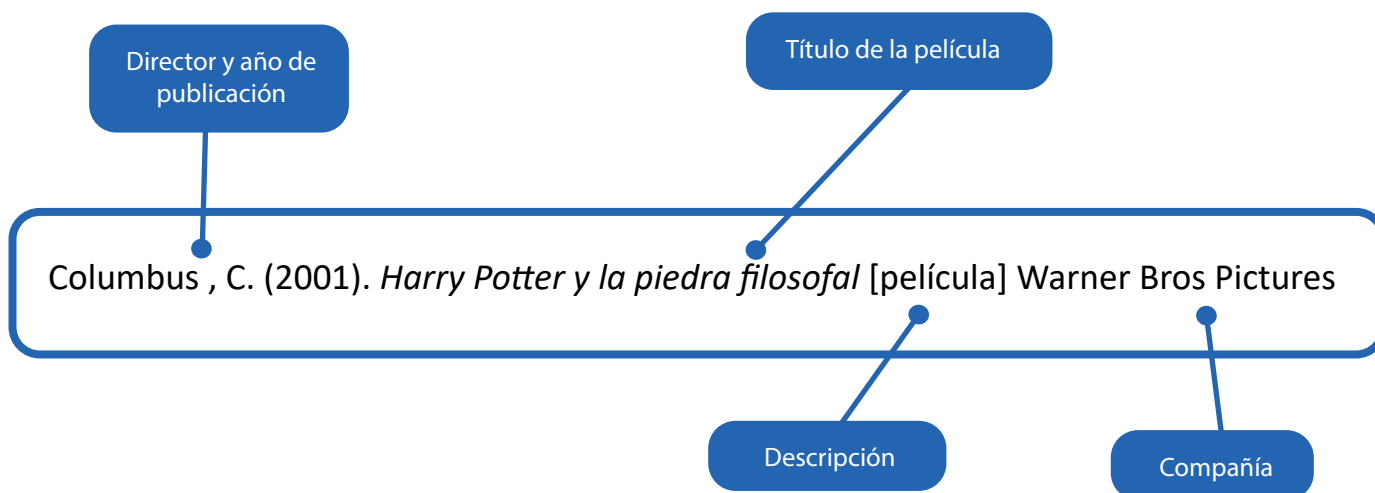 Director y año de
publicación
Título de la película
Columbus , C. (2001). Harry Potter y la piedra filosofal [película] Warner Bros Pictures
Descripción
Compañía